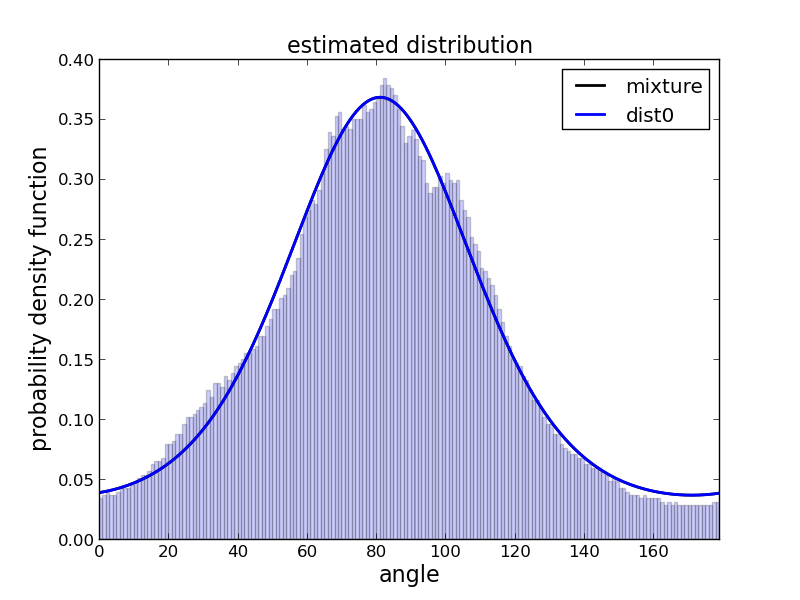 estimated distribution
mixture
dist0
probability density function
0.40
0.35
0.30
0.25
0.20
0.15
0.10
0.05
0.00
0 20 40 60 80 100 120 140 160
angle